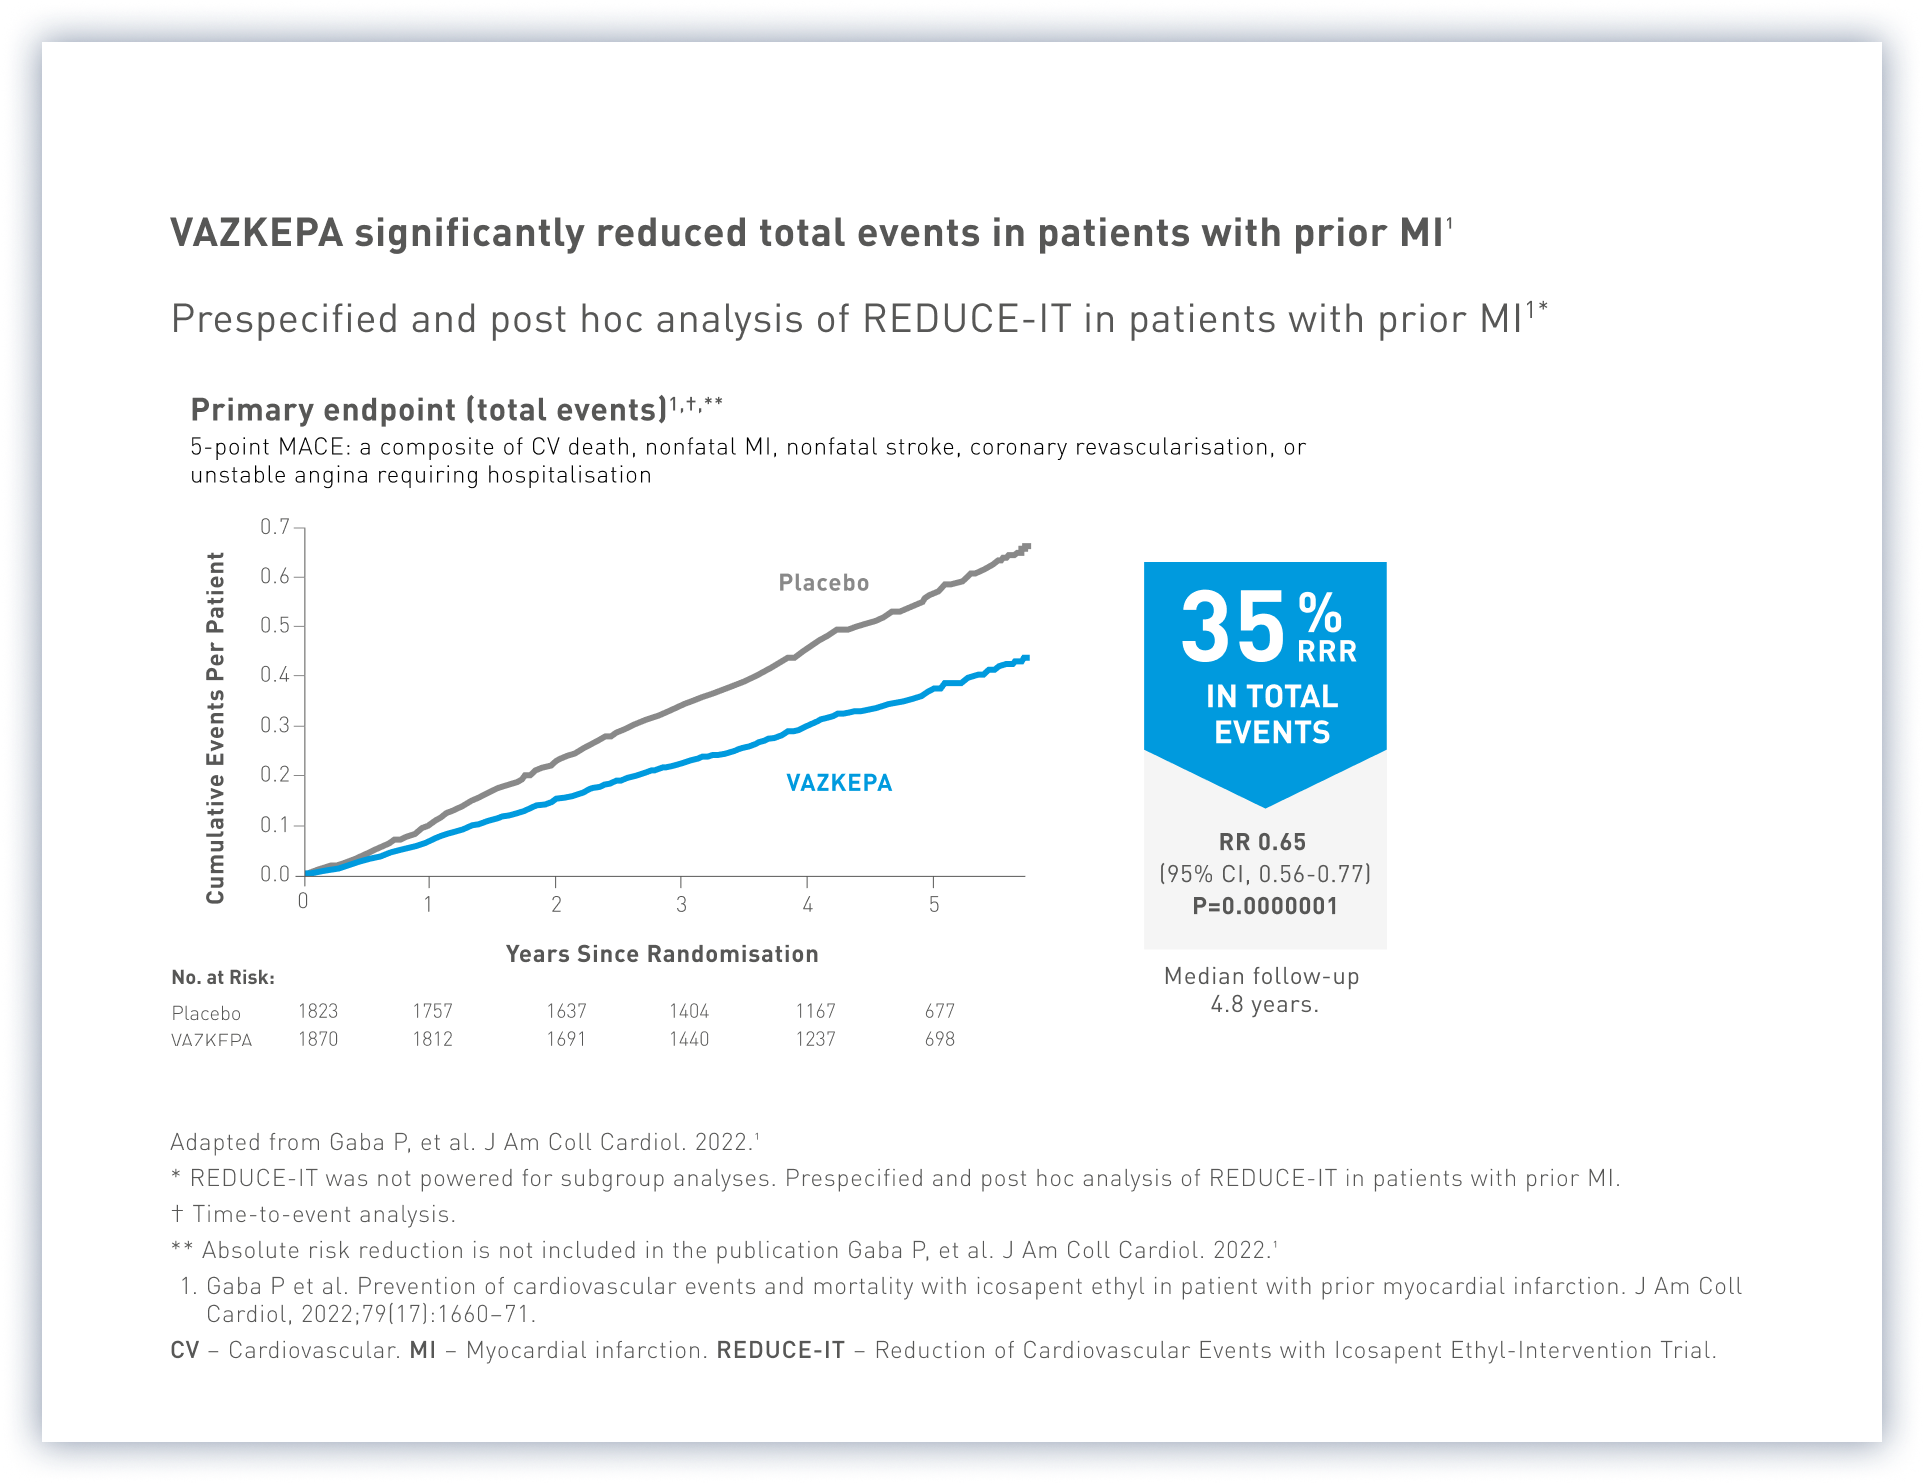 VAZKEPA significantly reduced total events in patients with prior MI¹
Prespecified and post hoc analysis of REDUCE-IT in patients with prior MI¹*
Primary endpoint (total events)¹,†,**
5-point MACE: a composite of CV death, nonfatal MI, nonfatal stroke, coronary revascularisation, or
unstable angina requiring hospitalisation
Cumulative Events Per Patient
0.7
0.6
0.5
0.4
0.3
0.2
0.1
0.0
Placebo
VAZKEPA
0 1 2 3 4 5
Years Since Randomisation
No. at Risk:
Placebo 1823 1757 1637 1404 1167 677
VAZKEPA 1870 1812 1691 1440 1237 698
35% RRR
IN TOTAL
EVENTS
RR 0.65
(95% CI, 0.56-0.77)
P=0.0000001
Median follow-up
4.8 years.
Adapted from Gaba P, et al. J Am Coll Cardiol. 2022.¹
* REDUCE-IT was not powered for subgroup analyses. Prespecified and post hoc analysis of REDUCE-IT in patients with prior MI.
† Time-to-event analysis.
** Absolute risk reduction is not included in the publication Gaba P, et al. J Am Coll Cardiol. 2022.¹
1. Gaba P et al. Prevention of cardiovascular events and mortality with icosapent ethyl in patient with prior myocardial infarction. J Am Coll
Cardiol, 2022;79(17):1660–71.
CV – Cardiovascular. MI – Myocardial infarction. REDUCE-IT – Reduction of Cardiovascular Events with Icosapent Ethyl-Intervention Trial.